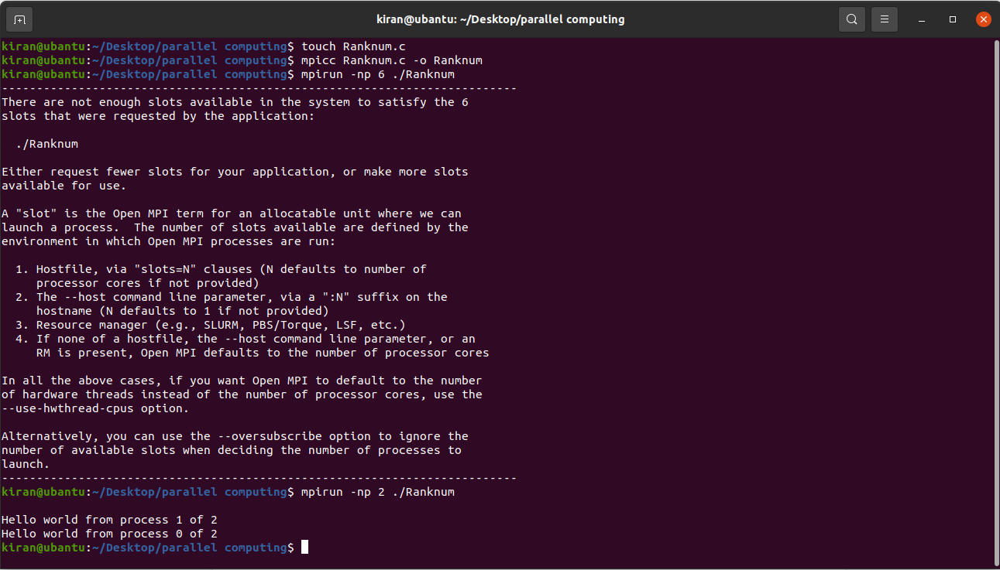 kiran@ubuntu: ~/Desktop/parallel computing
kiran@ubuntu:~/Desktop/parallel computing$ touch Ranknum.c
kiran@ubuntu:~/Desktop/parallel computing$ mpicc Ranknum.c -o Ranknum
kiran@ubuntu:~/Desktop/parallel computing$ mpirun -np 6 ./Ranknum
--------------------------------------------------------------------------
There are not enough slots available in the system to satisfy the 6
slots that were requested by the application:

  ./Ranknum

Either request fewer slots for your application, or make more slots
available for use.

A "slot" is the Open MPI term for an allocatable unit where we can
launch a process.  The number of slots available are defined by the
environment in which Open MPI processes are run:

  1. Hostfile, via "slots=N" clauses (N defaults to number of
     processor cores if not provided)
  2. The --host command line parameter, via a ":N" suffix on the
     hostname (N defaults to 1 if not provided)
  3. Resource manager (e.g., SLURM, PBS/Torque, LSF, etc.)
  4. If none of a hostfile, the --host command line parameter, or an
     RM is present, Open MPI defaults to the number of processor cores

In all the above cases, if you want Open MPI to default to the number
of hardware threads instead of the number of processor cores, use the
--use-hwthread-cpus option.

Alternatively, you can use the --oversubscribe option to ignore the
number of available slots when deciding the number of processes to
launch.
--------------------------------------------------------------------------
kiran@ubuntu:~/Desktop/parallel computing$ mpirun -np 2 ./Ranknum

Hello world from process 1 of 2
Hello world from process 0 of 2
kiran@ubuntu:~/Desktop/parallel computing$